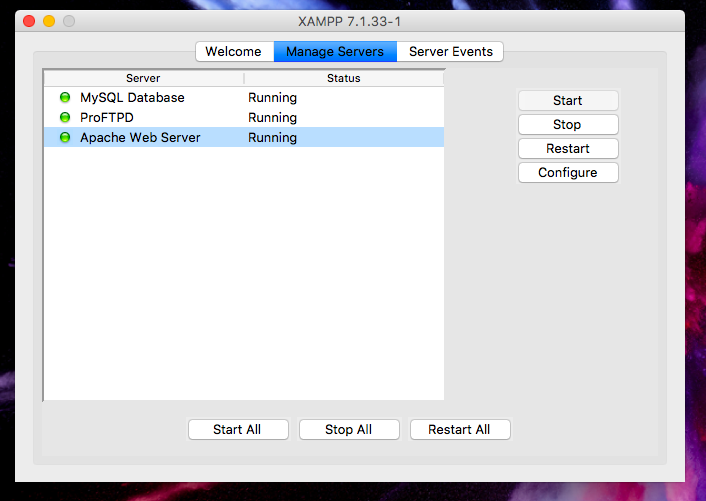 XAMPP 7.1.33-1
Welcome Manage Servers Server Events
Server Status
MySQL Database Running
ProFTPD Running
Apache Web Server Running
Start
Stop
Restart
Configure
Start All Stop All Restart All